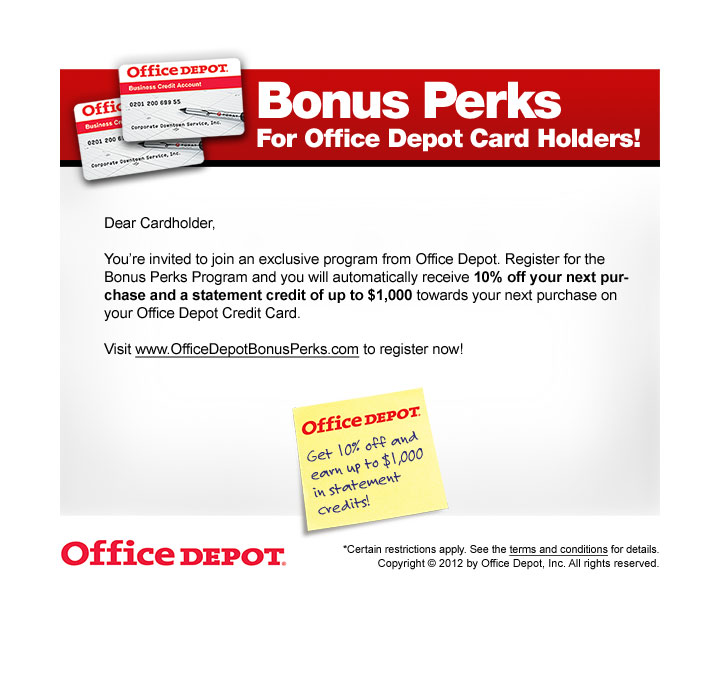 Office DEPOT.
Business Credit Account
0201 200 699 55
Corporate Downtown Service, Inc.
Offic
Business Cr
0201 200 6
Corporate Downtown Service, Inc.
Bonus Perks
For Office Depot Card Holders!
Dear Cardholder,
You’re invited to join an exclusive program from Office Depot. Register for the
Bonus Perks Program and you will automatically receive 10% off your next pur-
chase and a statement credit of up to $1,000 towards your next purchase on
your Office Depot Credit Card.
Visit www.OfficeDepotBonusPerks.com to register now!
Office DEPOT.
Get 10% off and
earn up to $1,000
in statement
credits!
Office DEPOT.
*Certain restrictions apply. See the terms and conditions for details.
Copyright © 2012 by Office Depot, Inc. All rights reserved.